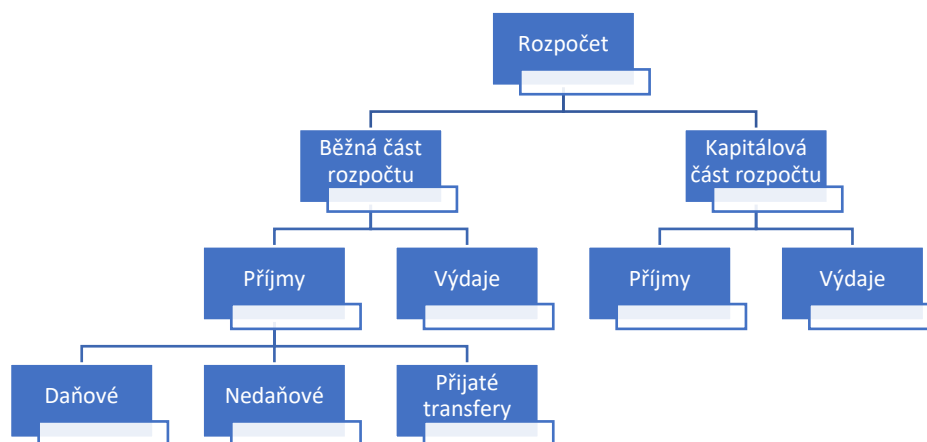 Rozpočet
Běžná část
rozpočtu
Kapitálová
část rozpočtu
Příjmy
Výdaje
Příjmy
Výdaje
Daňové
Nedaňové
Přijaté
transfery